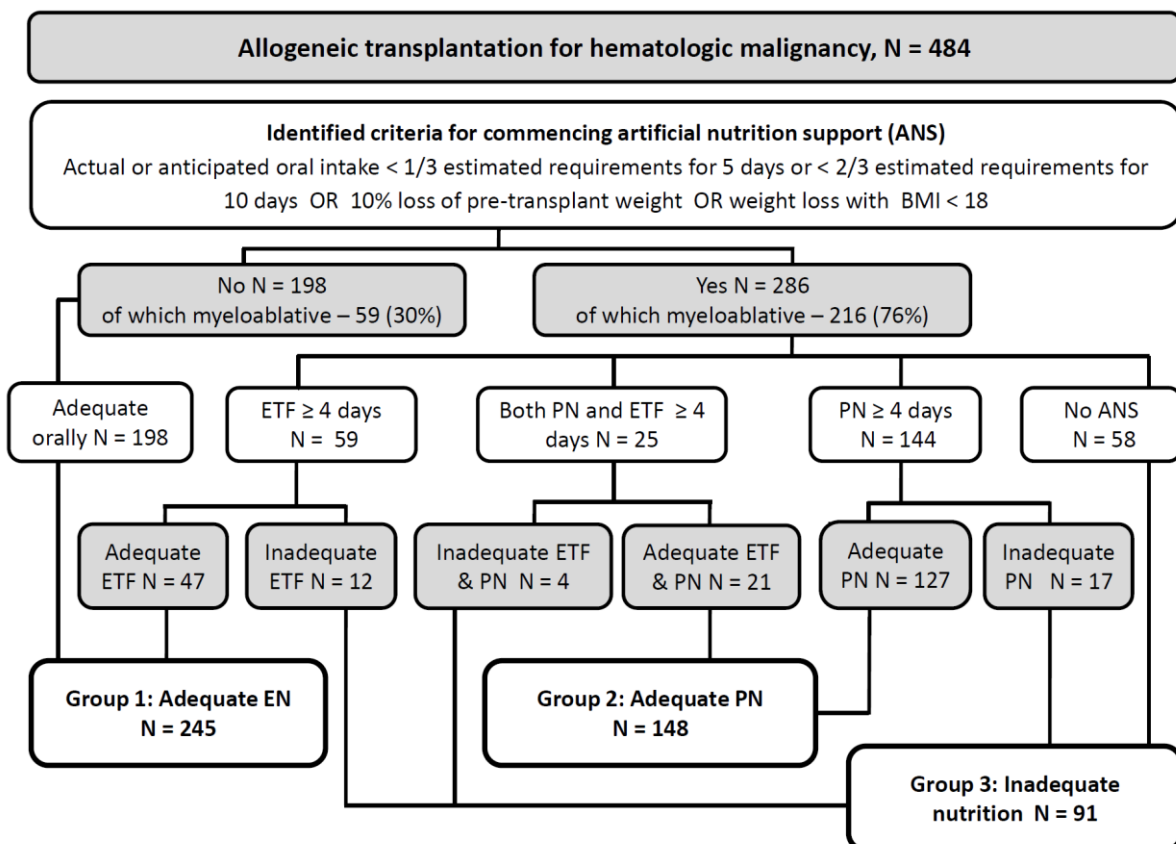 Allogeneic transplantation for hematologic malignancy, N = 484
Identified criteria for commencing artificial nutrition support (ANS)
Actual or anticipated oral intake < 1/3 estimated requirements for 5 days or < 2/3 estimated requirements for
10 days OR 10% loss of pre-transplant weight OR weight loss with BMI < 18
No N = 198
of which myeloablative – 59 (30%)
Yes N = 286
of which myeloablative – 216 (76%)
Adequate
orally N = 198
ETF ≥ 4 days
N = 59
Both PN and ETF ≥ 4
days N = 25
PN ≥ 4 days
N = 144
No ANS
N = 58
Adequate
ETF N = 47
Inadequate
ETF N = 12
Inadequate ETF
& PN N = 4
Adequate ETF
& PN N = 21
Adequate
PN N = 127
Inadequate
PN N = 17
Group 1: Adequate EN
N = 245
Group 2: Adequate PN
N = 148
Group 3: Inadequate
nutrition N = 91